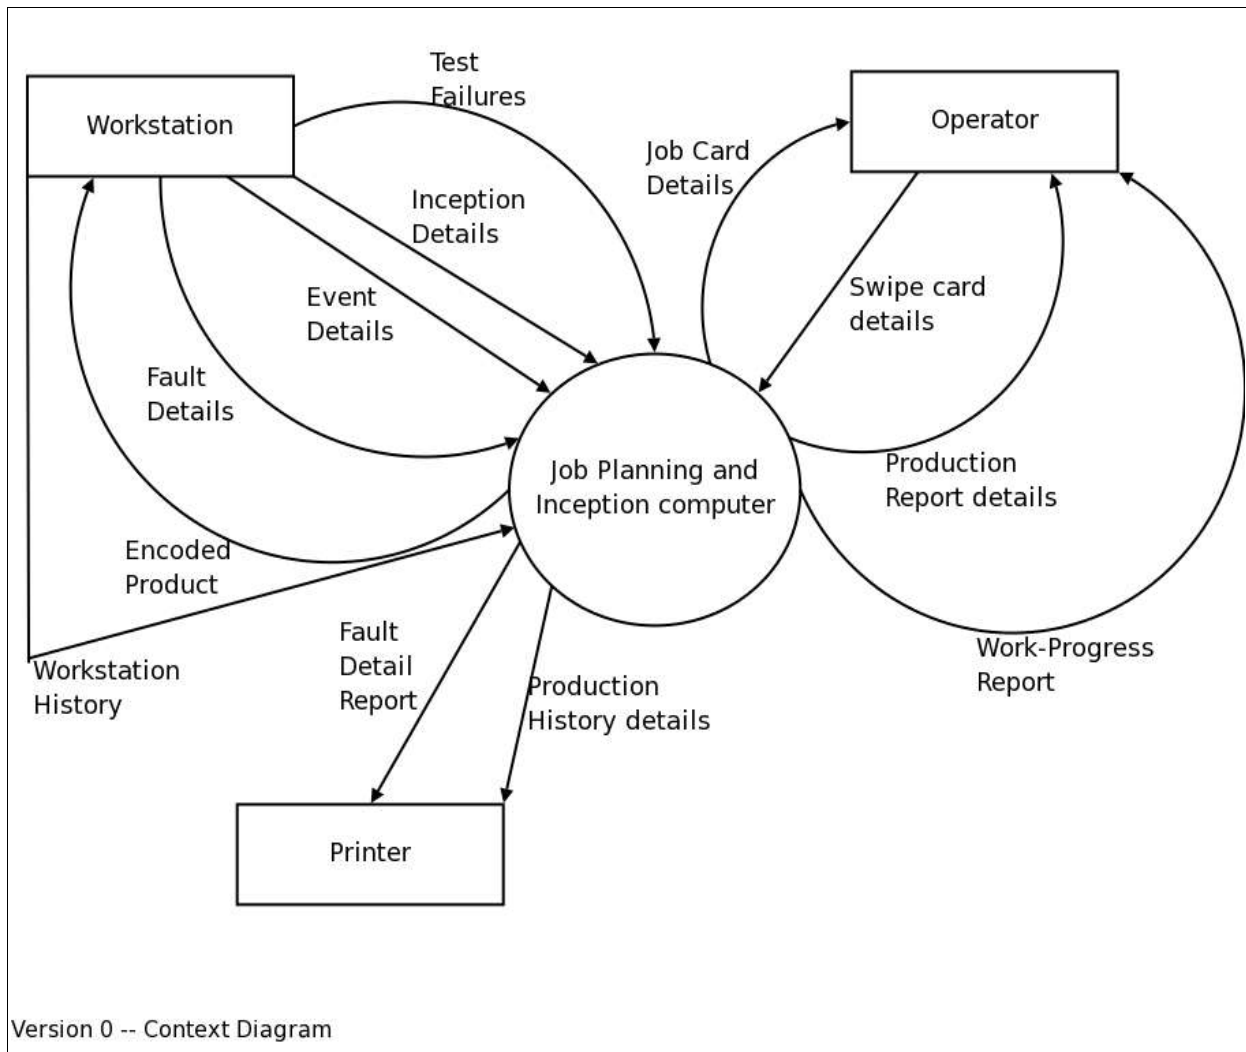 Test
Failures
Workstation
Operator
Job Card
Details
Inception
Details
Event
Details
Swipe card
details
Fault
Details
Job Planning and
Inception computer
Production
Report details
Encoded
Product
Workstation
History
Fault
Detail
Report
Work-Progress
Report
Production
History details
Printer
Version 0 -- Context Diagram